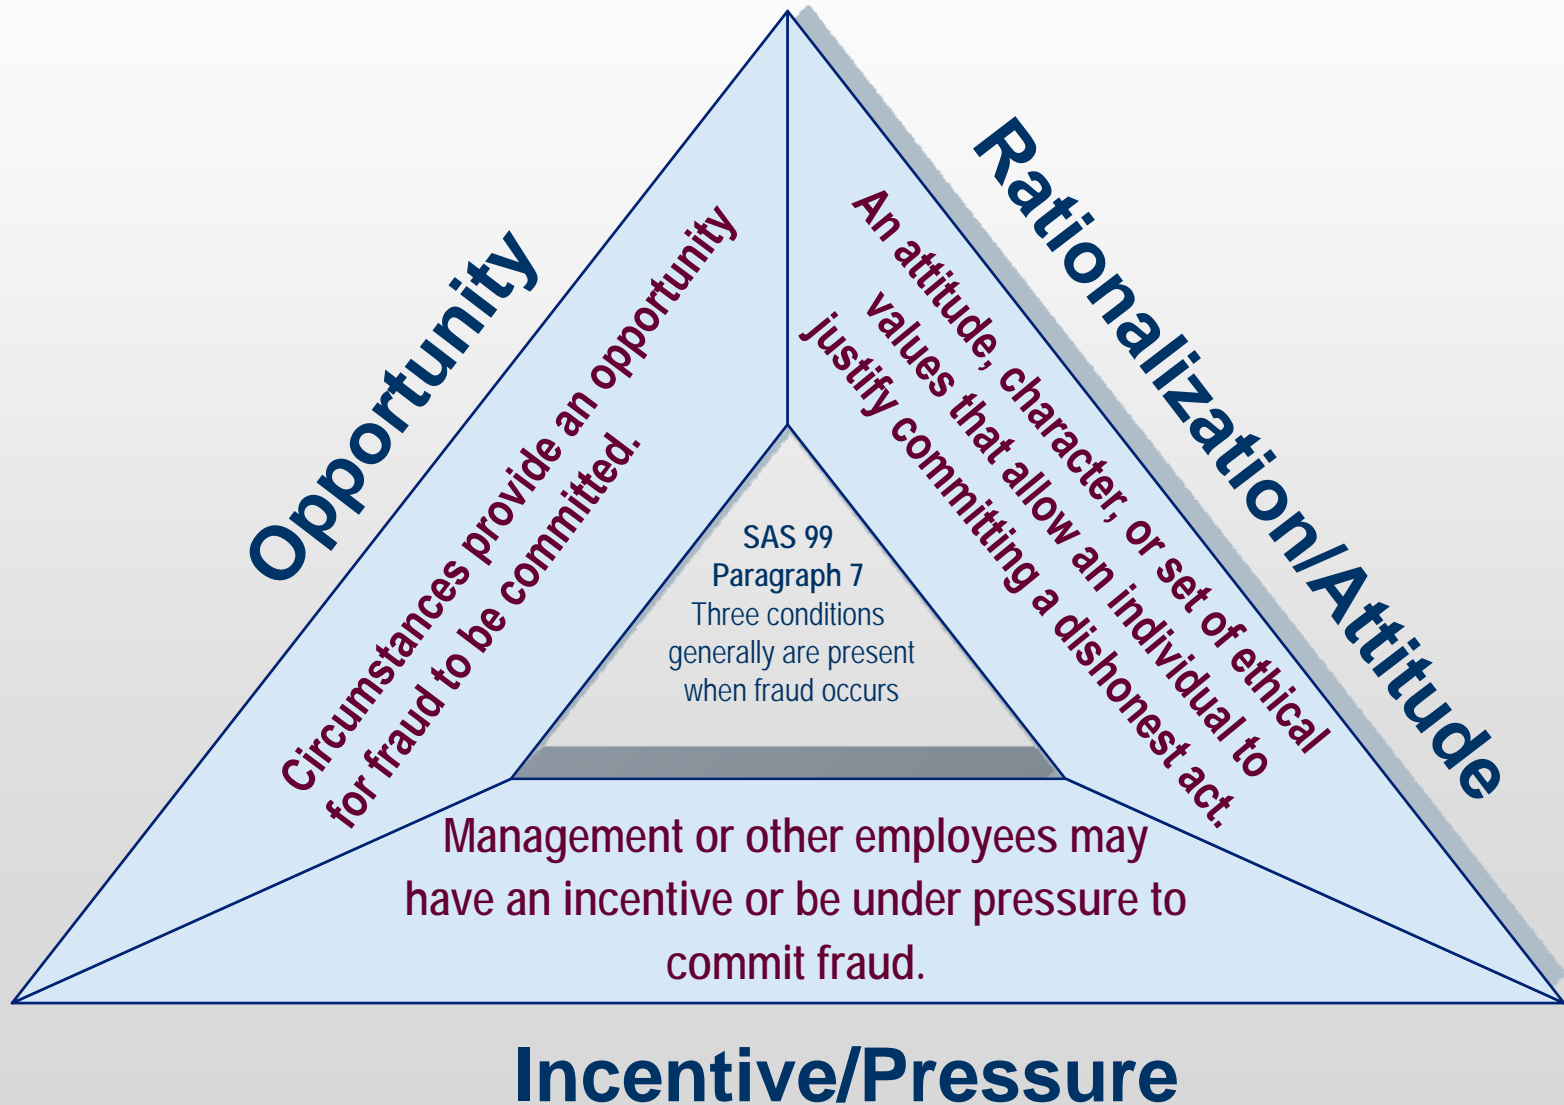 Opportunity
Circumstances provide an opportunity
for fraud to be committed.
Rationalization/Attitude
An attitude, character, or set of ethical
values that allow an individual to
justify committing a dishonest act.
SAS 99
Paragraph 7
Three conditions
generally are present
when fraud occurs
Management or other employees may
have an incentive or be under pressure to
commit fraud.
Incentive/Pressure